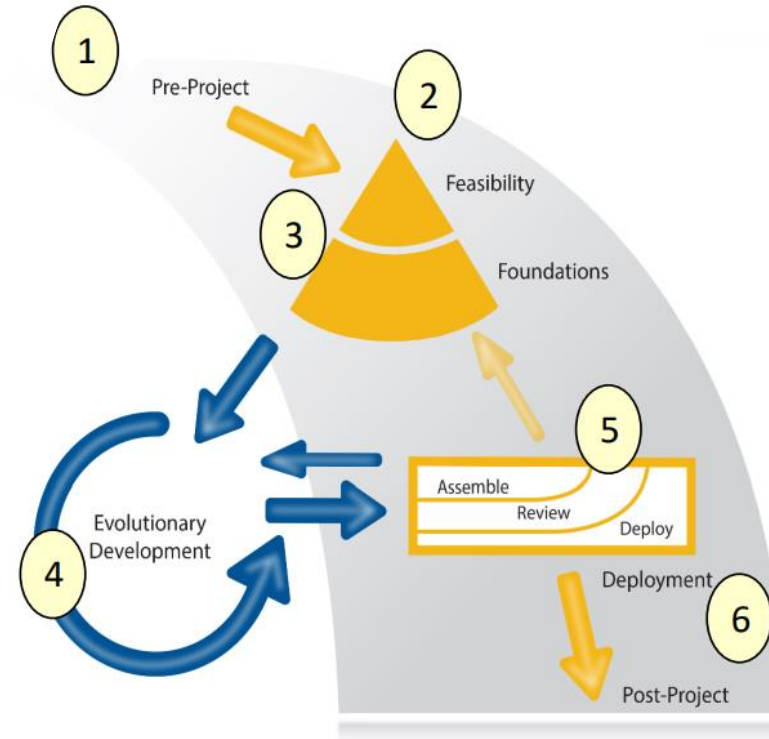 1
Pre-Project
2
Feasibility
3
Foundations
5
Assemble
Review
Deploy
Evolutionary
Development
4
Deployment
6
Post-Project